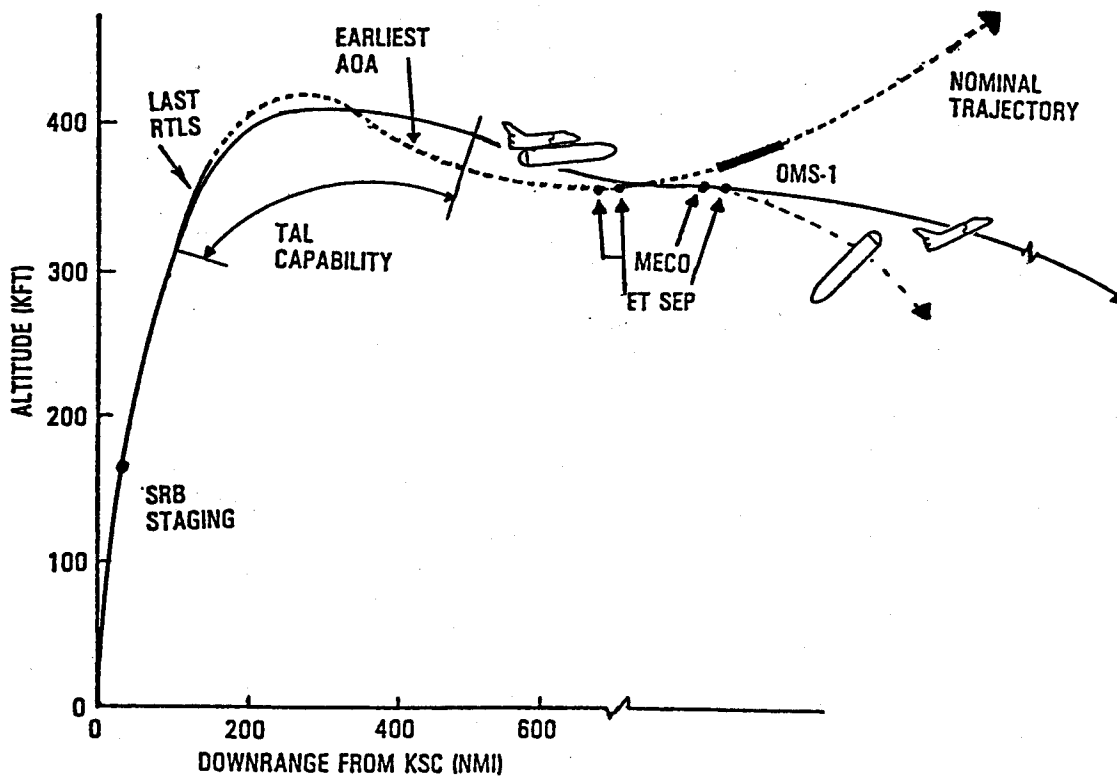 EARLIEST
AOA
LAST
RTLS
NOMINAL
TRAJECTORY
400
OMS-1
TAL
CAPABILITY
MECO
ET SEP
300
ALTITUDE (KFT)
200
SRB
STAGING
100
0
0
200
400
600
DOWNRANGE FROM KSC (NMI)